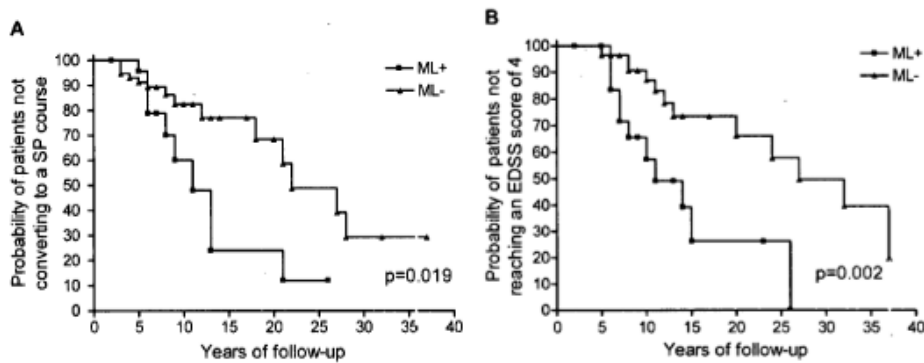 A
Probability of patients not
converting to a SP course
100
90
80
70
60
50
40
30
20
10
0
ML+
ML-
p=0.019
0 5 10 15 20 25 30 35 40
Years of follow-up
B
Probability of patients not
reaching an EDSS score of 4
100
90
80
70
60
50
40
30
20
10
0
ML+
ML-
p=0.002
0 5 10 15 20 25 30 35 40
Years of follow-up